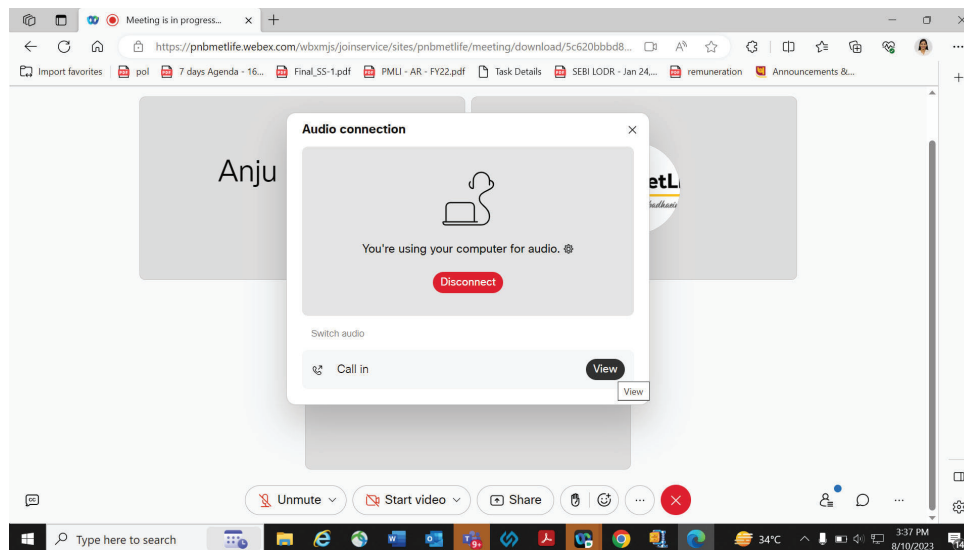 Meeting is in progress...
https://pnbmetlife.webex.com/wbxmjs/joinservice/sites/pnbmetlife/meeting/download/5c620bbbd8...
Import favorites pol 7 days Agenda - 16... Final_SS-1.pdf PMLI - AR - FY22.pdf Task Details SEBI LODR - Jan 24,... remuneration Announcements &...
Audio connection
Anju
etL
You're using your computer for audio.
Disconnect
Switch audio
Call in View
View
Unmute Start video Share
Type here to search 34°C 3:37 PM
8/10/2023